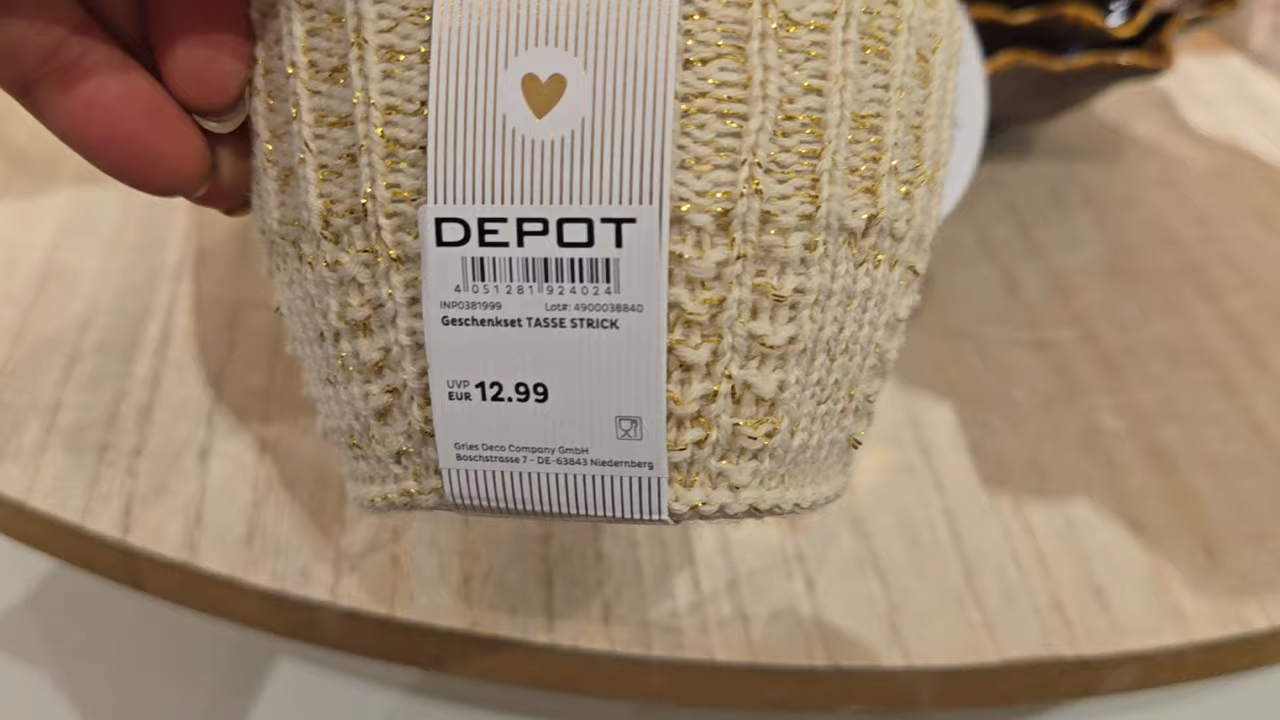 DEPOT
4 051281 924024
INP0381999 Lot#: 4900038840
Geschenkset TASSE STRICK
UVP
EUR 12.99
Gries Deco Company GmbH
Boschstrasse 7 - DE-63843 Niedernberg